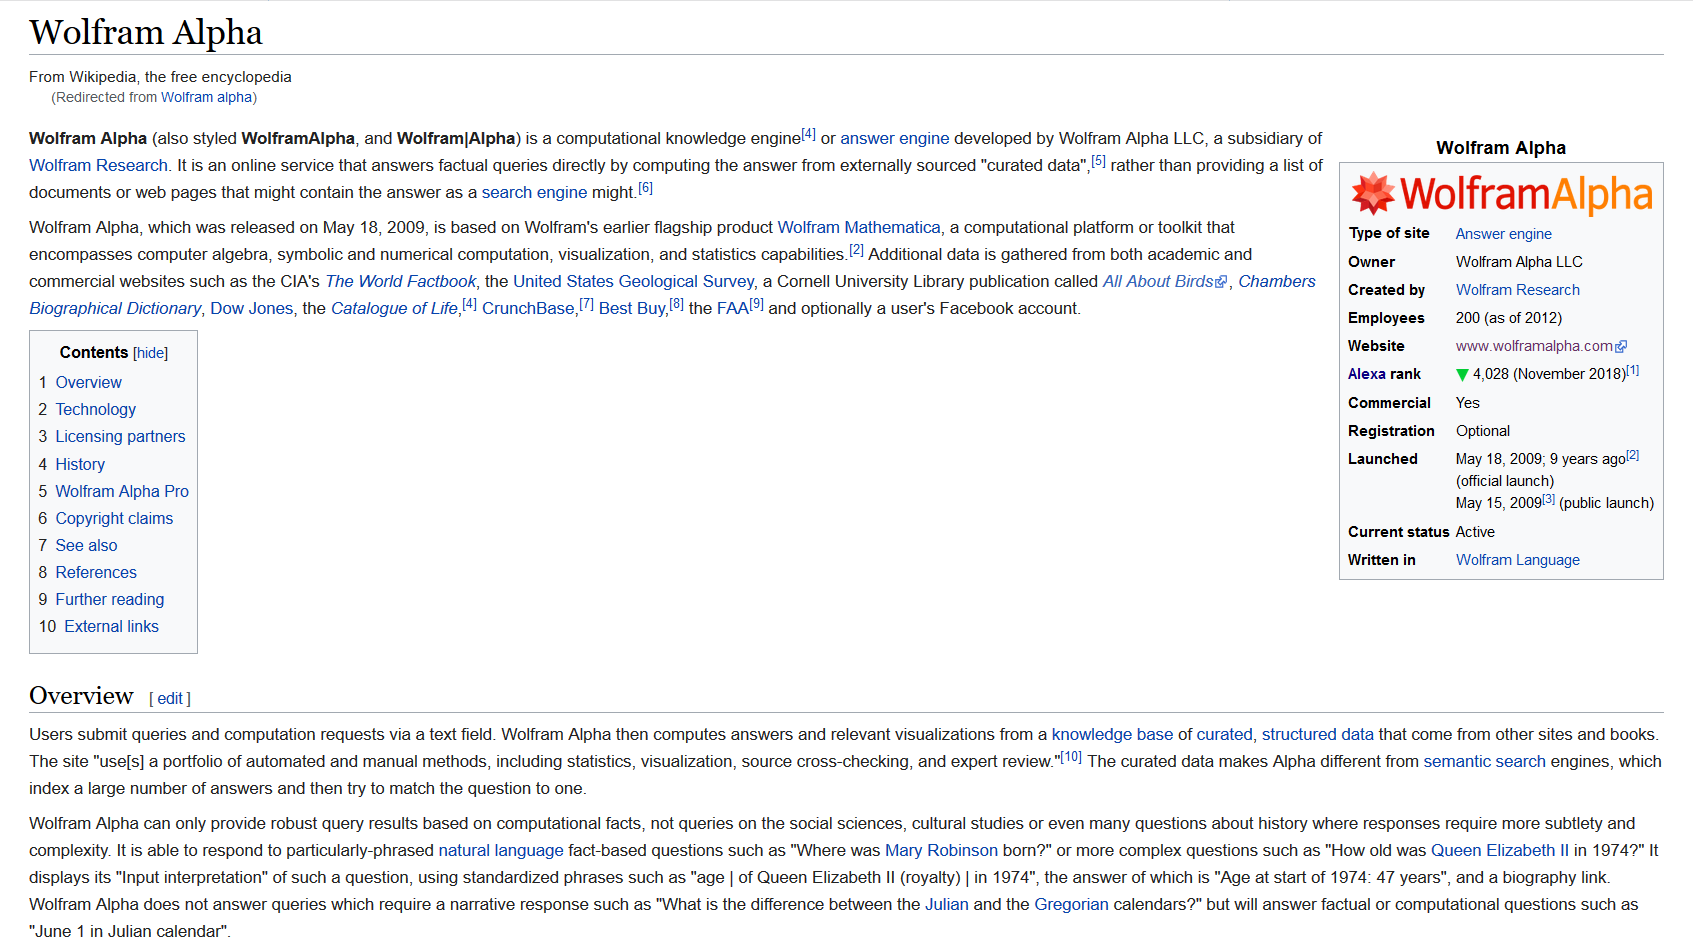 Wolfram Alpha
From Wikipedia, the free encyclopedia
(Redirected from Wolfram alpha)
Wolfram Alpha (also styled WolframAlpha, and Wolfram|Alpha) is a computational knowledge engine[4] or answer engine developed by Wolfram Alpha LLC, a subsidiary of
Wolfram Research. It is an online service that answers factual queries directly by computing the answer from externally sourced "curated data",[5] rather than providing a list of
documents or web pages that might contain the answer as a search engine might.[6]
Wolfram Alpha, which was released on May 18, 2009, is based on Wolfram's earlier flagship product Wolfram Mathematica, a computational platform or toolkit that
encompasses computer algebra, symbolic and numerical computation, visualization, and statistics capabilities.[2] Additional data is gathered from both academic and
commercial websites such as the CIA's The World Factbook, the United States Geological Survey, a Cornell University Library publication called All About Birds, Chambers
Biographical Dictionary, Dow Jones, the Catalogue of Life,[4] CrunchBase,[7] Best Buy,[8] the FAA[9] and optionally a user's Facebook account.
Wolfram Alpha
WolframAlpha
Type of site Answer engine
Owner Wolfram Alpha LLC
Created by Wolfram Research
Employees 200 (as of 2012)
Website www.wolframalpha.com
Alexa rank ▼ 4,028 (November 2018)[1]
Commercial Yes
Registration Optional
Launched May 18, 2009; 9 years ago[2]
(official launch)
May 15, 2009[3] (public launch)
Current status Active
Written in Wolfram Language
Contents [hide]
1 Overview
2 Technology
3 Licensing partners
4 History
5 Wolfram Alpha Pro
6 Copyright claims
7 See also
8 References
9 Further reading
10 External links
Overview [ edit ]
Users submit queries and computation requests via a text field. Wolfram Alpha then computes answers and relevant visualizations from a knowledge base of curated, structured data that come from other sites and books.
The site "use[s] a portfolio of automated and manual methods, including statistics, visualization, source cross-checking, and expert review."[10] The curated data makes Alpha different from semantic search engines, which
index a large number of answers and then try to match the question to one.
Wolfram Alpha can only provide robust query results based on computational facts, not queries on the social sciences, cultural studies or even many questions about history where responses require more subtlety and
complexity. It is able to respond to particularly-phrased natural language fact-based questions such as "Where was Mary Robinson born?" or more complex questions such as "How old was Queen Elizabeth II in 1974?" It
displays its "Input interpretation" of such a question, using standardized phrases such as "age | of Queen Elizabeth II (royalty) | in 1974", the answer of which is "Age at start of 1974: 47 years", and a biography link.
Wolfram Alpha does not answer queries which require a narrative response such as "What is the difference between the Julian and the Gregorian calendars?" but will answer factual or computational questions such as
"June 1 in Julian calendar".